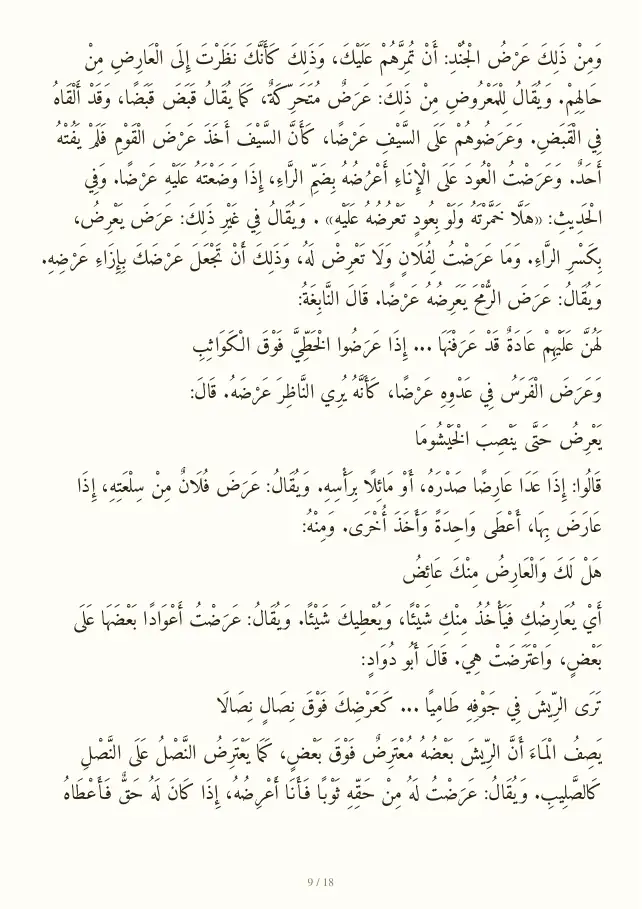 وَمِنْ ذَلِكَ عَرْضُ الْجُنْدِ: أَنْ تُمِرَّهُمْ عَلَيْكَ، وَذَلِكَ كَأَنَّكَ نَظَرْتَ إِلَى الْعَارِضِ مِنْ
حَالِهِمْ. وَيُقَالُ لِلْمَعْرُوضِ مِنْ ذَلِكَ: عَرَضٌ مُتَحَرِّكَةٌ، كَمَا يُقَالُ قَبَضَ قَبَضًا، وَقَدْ أَلْقَاهُ
فِي الْقَبَضِ. وَعَرَضُوهُمْ عَلَى السَّيْفِ عَرْضًا، كَأَنَّ السَّيْفَ أَخَذَ عَرْضَ الْقَوْمِ فَلَمْ يَفُتْهُ
أَحَدٌ. وَعَرَضْتُ الْعُودَ عَلَى الْإِنَاءِ أَعْرُضُهُ بِضَمِّ الرَّاءِ، إِذَا وَضَعْتَهُ عَلَيْهِ عَرْضًا. وَفِي
الْحَدِيثِ: «هَلَّا خَمَّرْتَهُ وَلَوْ بِعُودٍ تَعْرُضُهُ عَلَيْهِ» . وَيُقَالُ فِي غَيْرِ ذَلِكَ: عَرَضَ يَعْرِضُ،
بِكَسْرِ الرَّاءِ. وَمَا عَرَضْتُ لِفُلَانٍ وَلَا تَعْرِضْ لَهُ، وَذَلِكَ أَنْ تَجْعَلَ عَرْضَكَ بِإِزَاءِ عَرْضِهِ.
وَيُقَالُ: عَرَضَ الرُّمْحَ يَعَرِضُهُ عَرْضًا. قَالَ النَّابِغَةُ:
لَهُنَّ عَلَيْهِمْ عَادَةٌ قَدْ عَرَفْنَهَا ... إِذَا عَرَضُوا الْخَطِّيَّ فَوْقَ الْكَوَاثِبِ
وَعَرَضَ الْفَرَسُ فِي عَدْوِهِ عَرْضًا، كَأَنَّهُ يُرِي النَّاظِرَ عَرْضَهُ. قَالَ:
يَعْرِضُ حَتَّى يَنْصِبَ الْخَيْشُومَا
قَالُوا: إِذَا عَدَا عَارِضًا صَدْرَهُ، أَوْ مَائِلًا بِرَأْسِهِ. وَيُقَالُ: عَرَضَ فُلَانٌ مِنْ سِلْعَتِهِ، إِذَا
عَارَضَ بِهَا، أَعْطَى وَاحِدَةً وَأَخَذَ أُخْرَى. وَمِنْهُ:
هَلْ لَكَ وَالْعَارِضُ مِنْكَ عَائِضُ
أَيْ يُعَارِضُكِ فَيَأْخُذُ مِنْكِ شَيْئًا، وَيُعْطِيكَ شَيْئًا. وَيُقَالُ: عَرَضْتُ أَعْوَادًا بَعْضَهَا عَلَى
بَعْضٍ، وَاعْتَرَضَتْ هِيَ. قَالَ أَبُو دُوَادٍ:
تَرَى الرِّيشَ فِي جَوْفِهِ طَامِيًا ... كَعَرْضِكَ فَوْقَ نِصَالٍ نِصَالَا
يَصِفُ الْمَاءَ أَنَّ الرِّيشَ بَعْضُهُ مُعْتَرِضٌ فَوْقَ بَعْضٍ، كَمَا يَعْتَرِضُ النَّصْلُ عَلَى النَّصْلِ
كَالصَّلِيبِ. وَيُقَالُ: عَرَضْتُ لَهُ مِنْ حَقِّهِ ثَوْبًا فَأَنَا أَعْرِضُهُ، إِذَا كَانَ لَهُ حَقٌّ فَأَعْطَاهُ
9 / 18